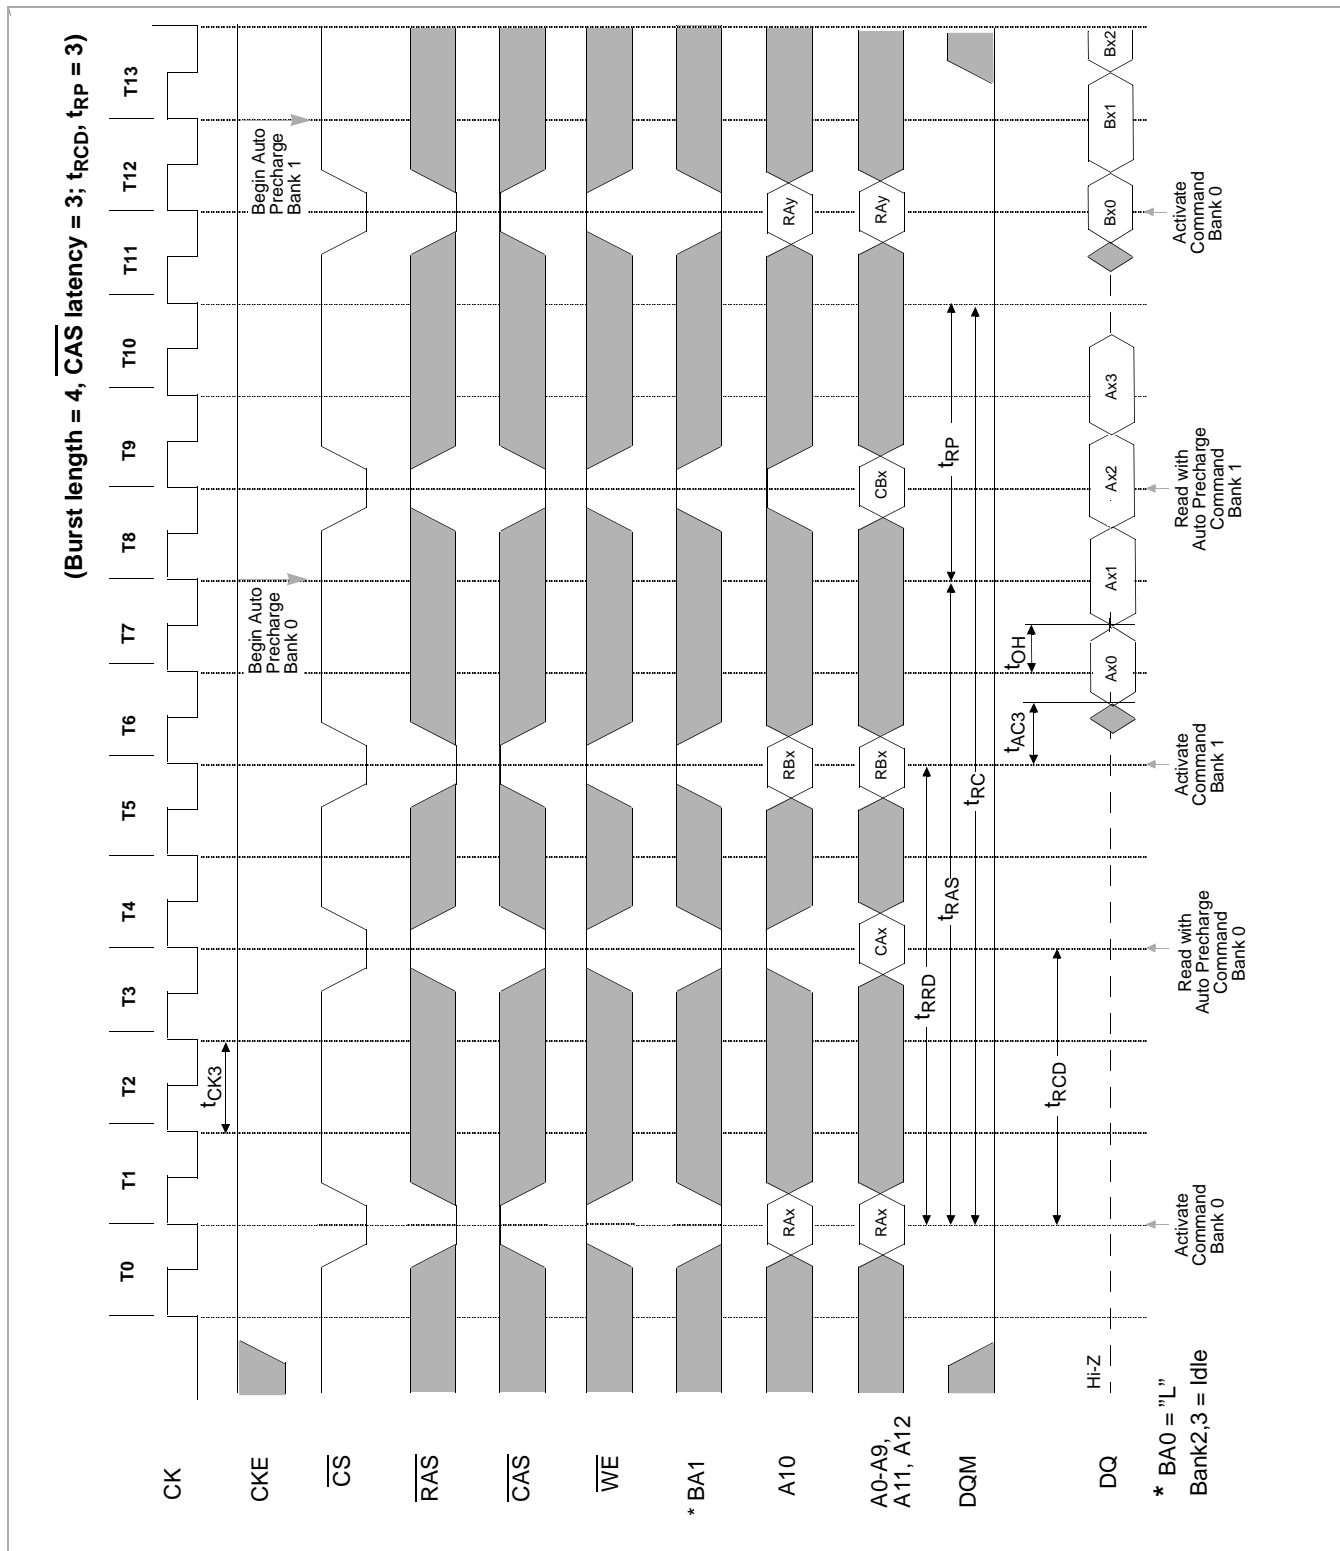 (Burst length = 4, CAS latency = 3; tRCD, tRP = 3)
T0 T1 T2 T3 T4 T5 T6 T7 T8 T9 T10 T11 T12 T13
CK
tCK3
CKE
Begin Auto
Precharge
Bank 0
Begin Auto
Precharge
Bank 1
CS
RAS
CAS
WE
* BA1
A10
RAx
RBx
RAy
A0-A9,
A11, A12
RAx
CAx
RBx
CBx
RAy
tRRD
tRAS
tRP
DQM
tRC
tAC3
tOH
tRCD
DQ
Hi-Z
Ax0
Ax1
Ax2
Ax3
Bx0
Bx1
Bx2
Activate
Command
Bank 0
Read with
Auto Precharge
Command
Bank 0
Activate
Command
Bank 1
Read with
Auto Precharge
Command
Bank 1
Activate
Command
Bank 0
* BA0 = ”L”
Bank2,3 = Idle